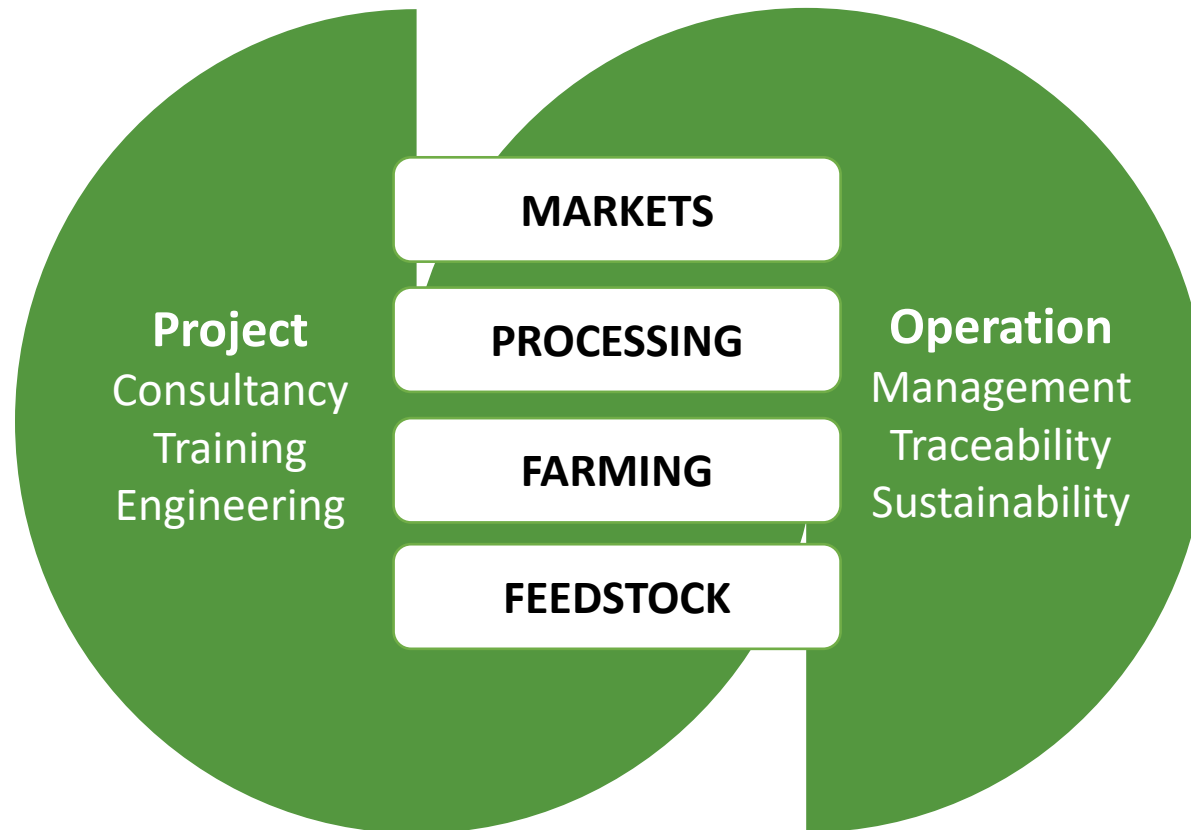 MARKETS
PROCESSING
FARMING
FEEDSTOCK
Project
Consultancy
Training
Engineering
Operation
Management
Traceability
Sustainability